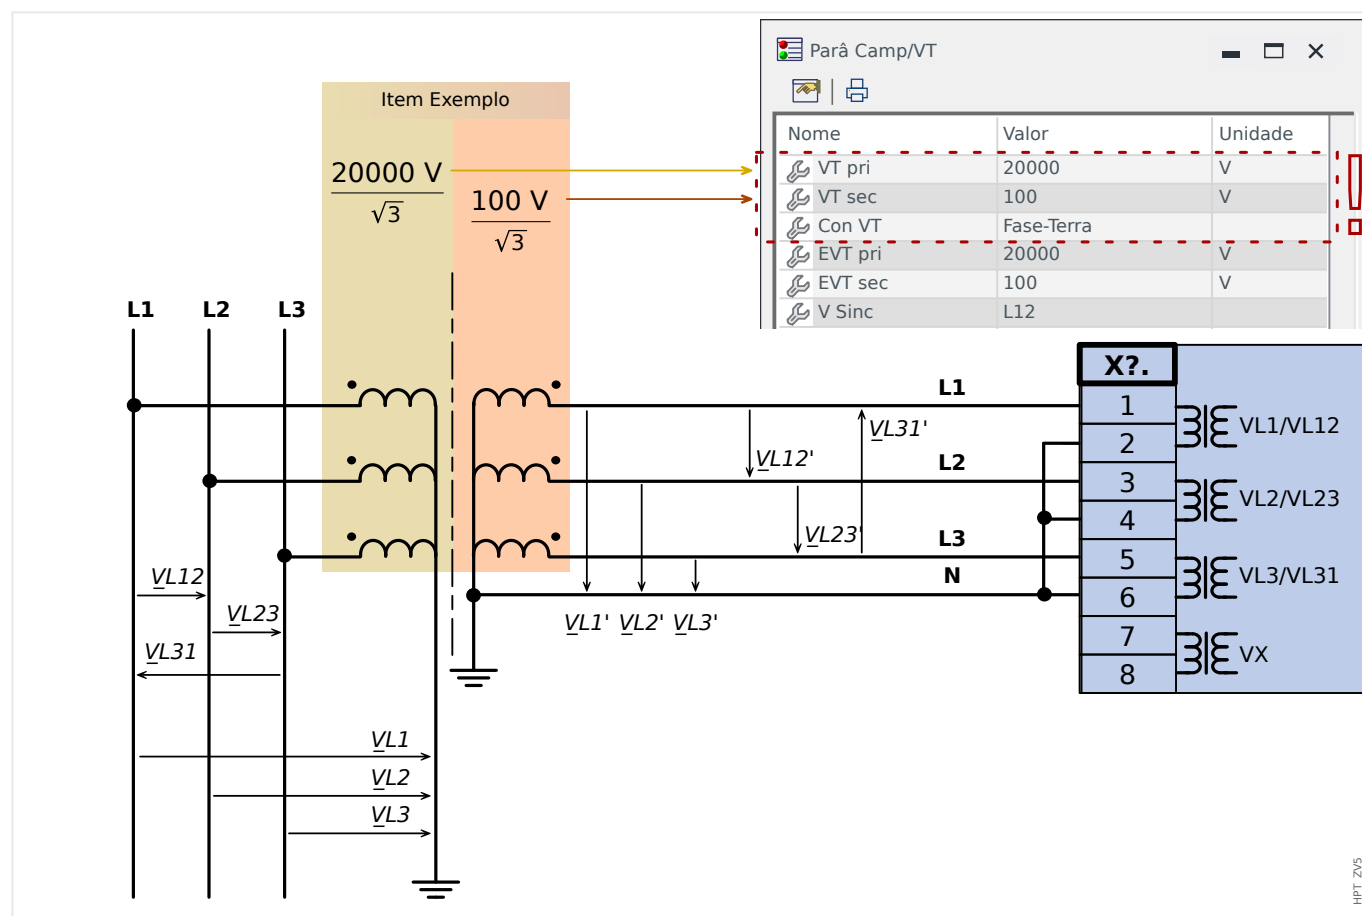 Parâ Camp/VT
Item Exemplo
Nome Valor Unidade
VT pri 20000 V
VT sec 100 V
Con VT Fase-Terra
EVT pri 20000 V
EVT sec 100 V
V Sinc L12
20000 V
√3
100 V
√3
L1 L2 L3
X?.
L1
1
VL31'
VL1/VL12
2
VL12'
L2
3
VL2/VL23
4
VL23'
L3
5
N
VL3/VL31
6
VL12
VL23
VL1' VL2' VL3'
7
VL31
VX
8
VL1
VL2
VL3
HPT_ZV5